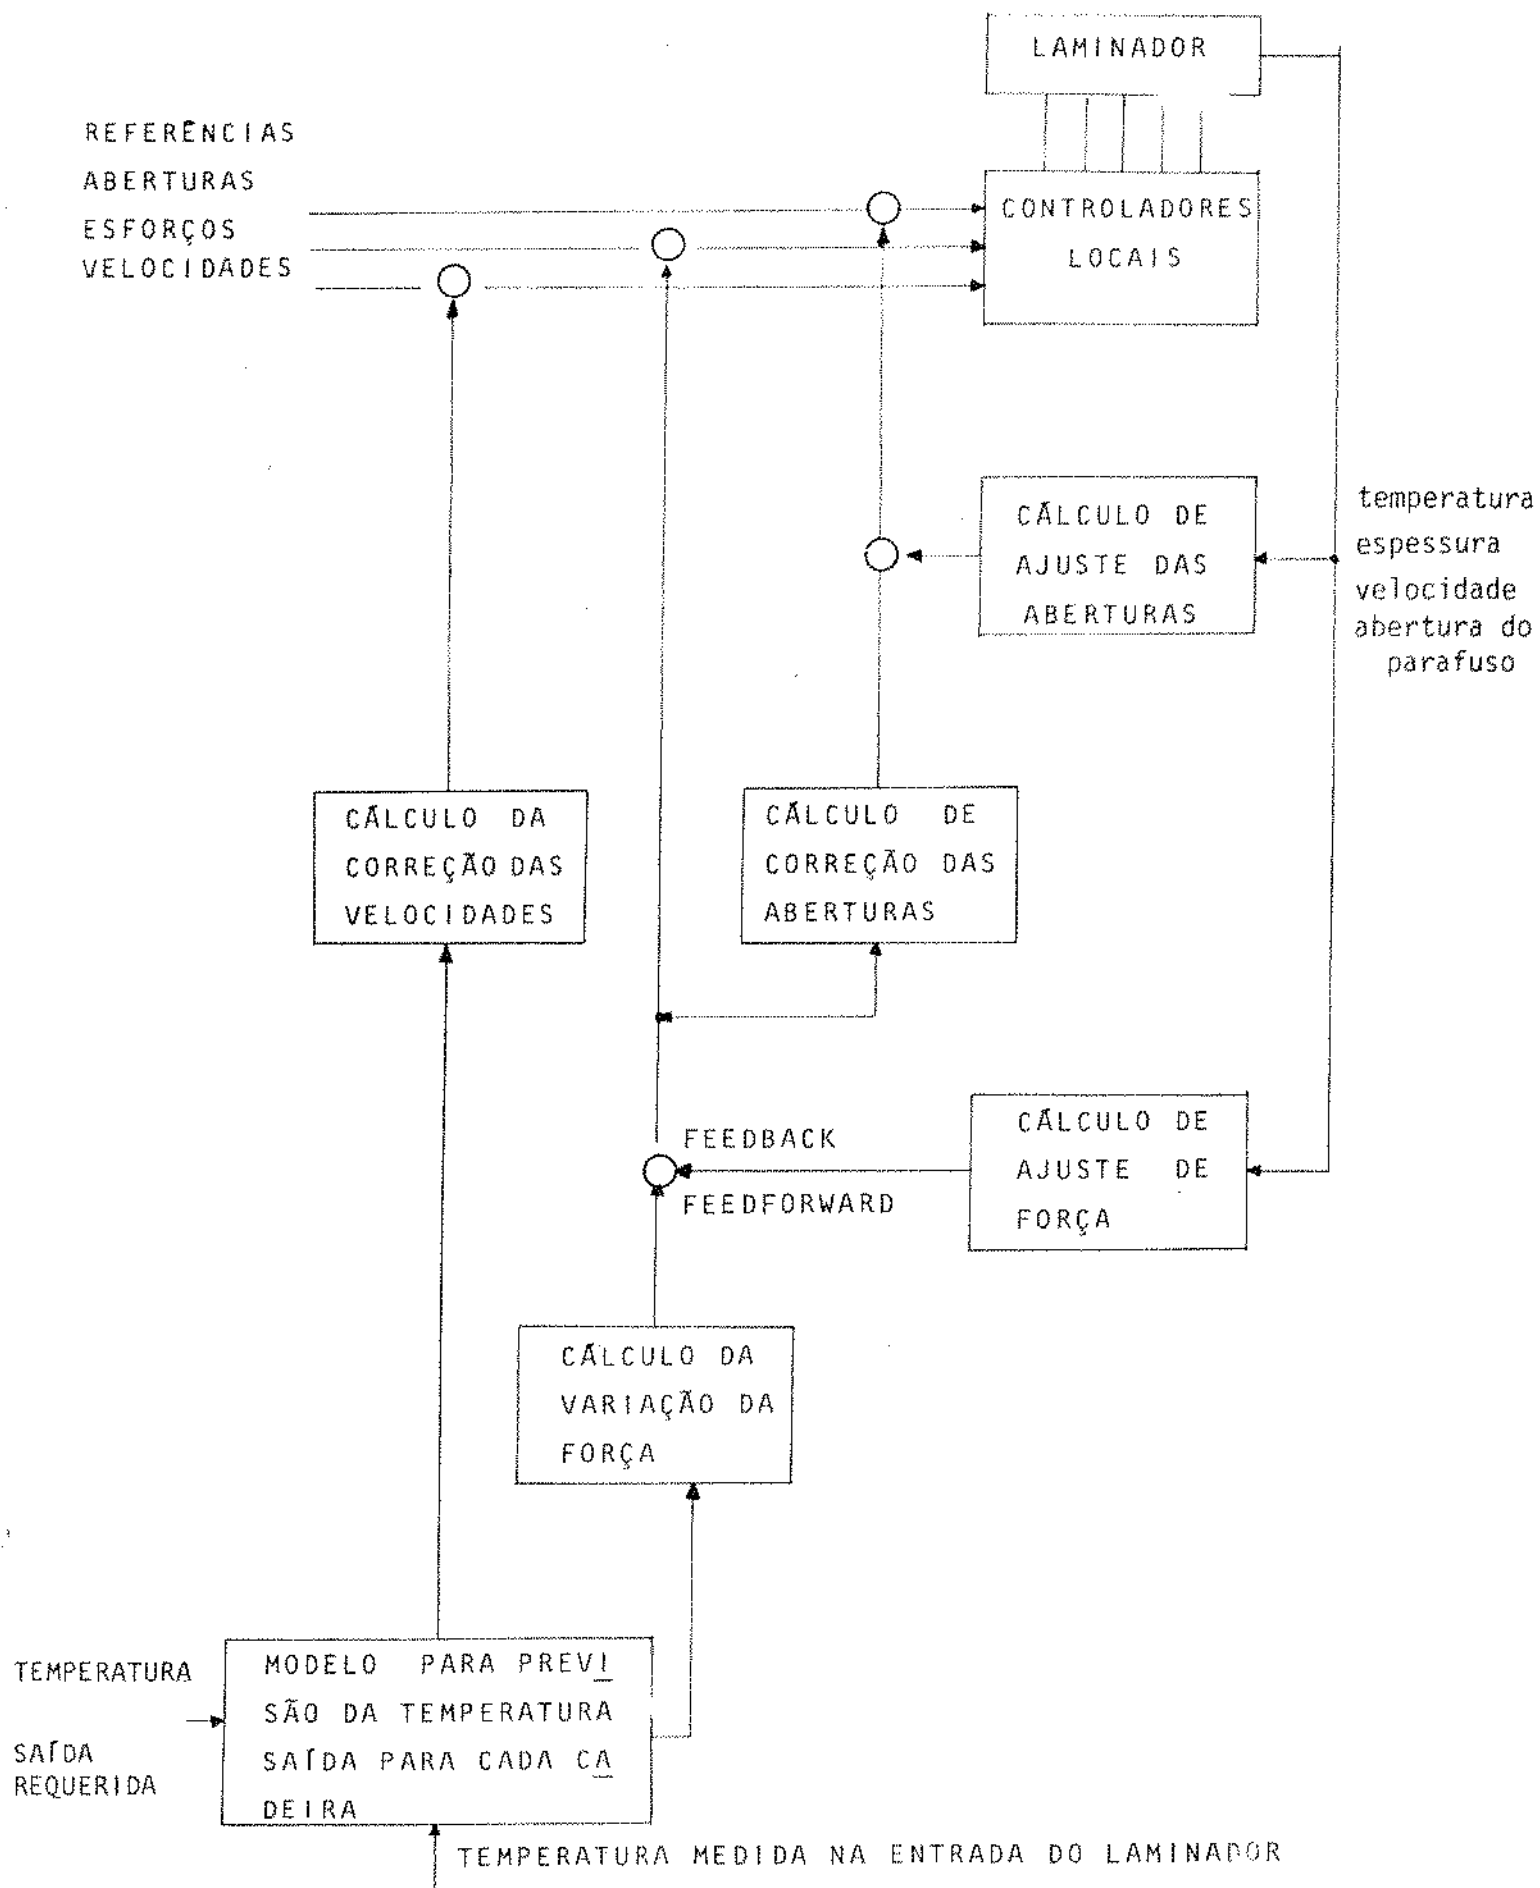 LAMINADOR
REFERÊNCIAS
ABERTURAS
ESFORÇOS
VELOCIDADES
CONTROLADORES
LOCAIS
CÁLCULO DE
AJUSTE DAS
ABERTURAS
temperatura
espessura
velocidade
abertura do
parafuso
CÁLCULO DA
CORREÇÃO DAS
VELOCIDADES
CÁLCULO DE
CORREÇÃO DAS
ABERTURAS
FEEDBACK
FEEDFORWARD
CÁLCULO DE
AJUSTE DE
FORÇA
CÁLCULO DA
VARIAÇÃO DA
FORÇA
TEMPERATURA
SAÍDA
REQUERIDA
MODELO PARA PREVI
SÃO DA TEMPERATURA
SAÍDA PARA CADA CA
DEIRA
TEMPERATURA MEDIDA NA ENTRADA DO LAMINADOR